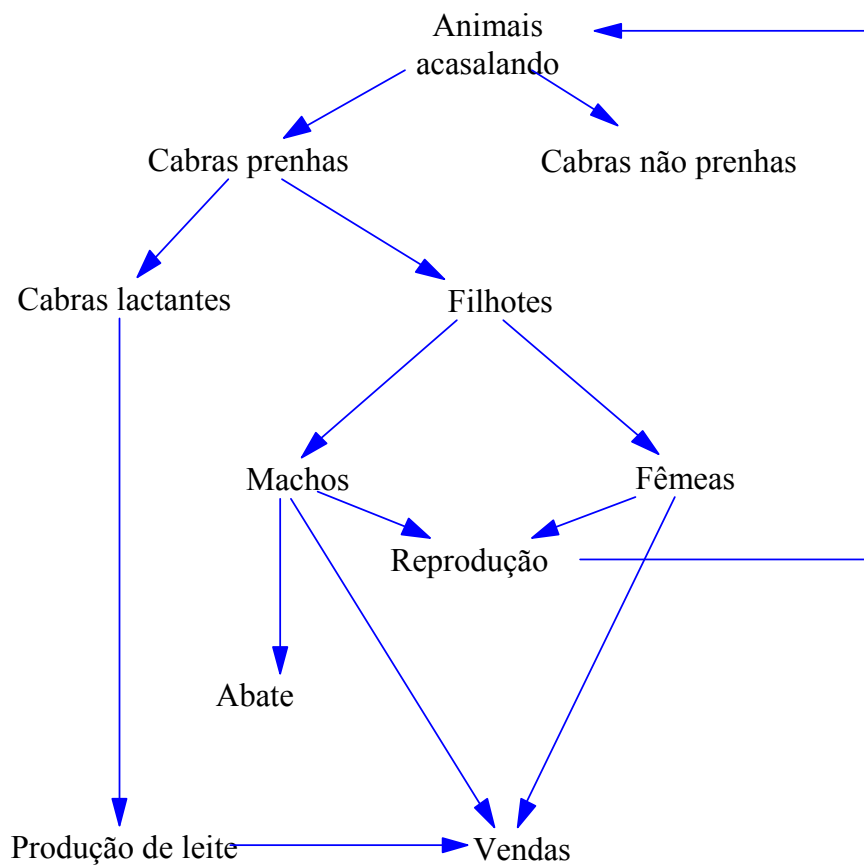 Animais
acasalando
Cabras prenhas
Cabras não prenhas
Cabras lactantes
Filhotes
Machos
Fêmeas
Reprodução
Abate
Produção de leite
Vendas